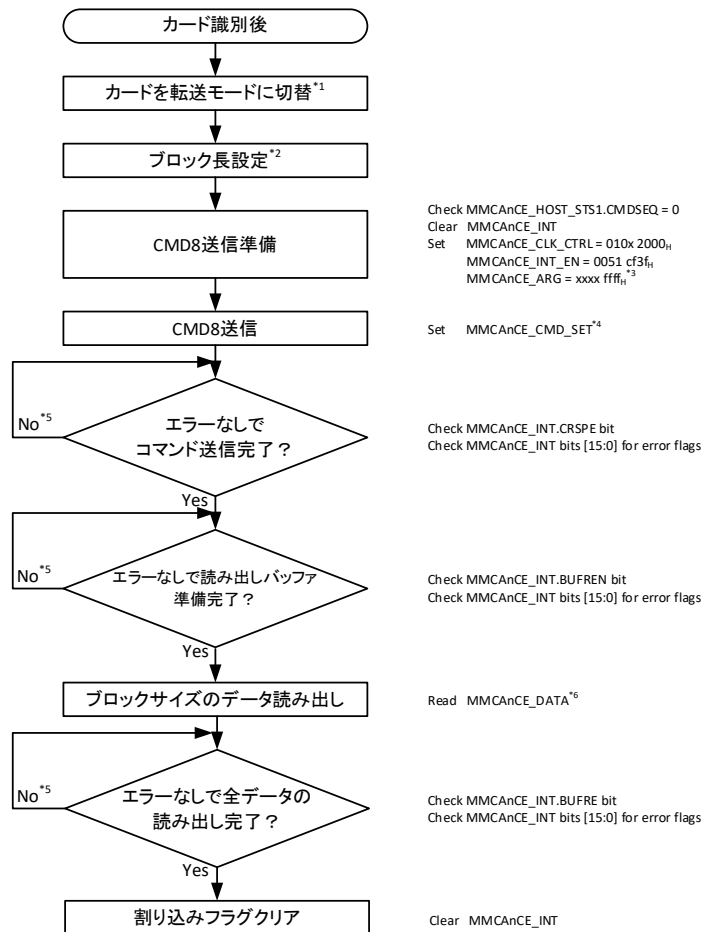 カード識別後
カードを転送モードに切替*1
ブロック長設定*2
CMD8送信準備
Check MMCAnCE_HOST_STS1.CMDSEQ = 0
Clear MMCAnCE_INT
Set MMCAnCE_CLK_CTRL = 010x 2000H
MMCAnCE_INT_EN = 0051 cf3fH
MMCAnCE_ARG = xxxx ffffH*3
CMD8送信
Set MMCAnCE_CMD_SET*4
No*5
エラーなしで
コマンド送信完了？
Check MMCAnCE_INT.CRSPE bit
Check MMCAnCE_INT bits [15:0] for error flags
Yes
No*5
エラーなしで読み出しバッファ
準備完了？
Check MMCAnCE_INT.BUFREN bit
Check MMCAnCE_INT bits [15:0] for error flags
Yes
ブロックサイズのデータ読み出し
Read MMCAnCE_DATA*6
No*5
エラーなしで全データの
読み出し完了？
Check MMCAnCE_INT.BUFRE bit
Check MMCAnCE_INT bits [15:0] for error flags
Yes
割り込みフラグクリア
Clear MMCAnCE_INT